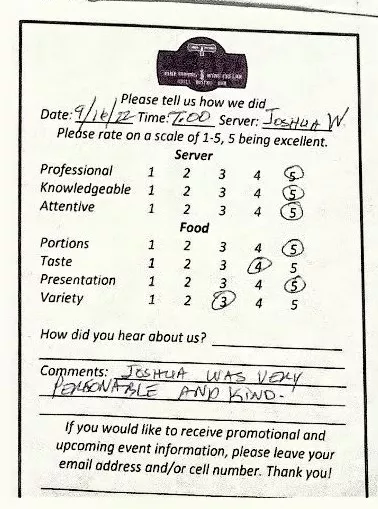 Please tell us how we did
Date: 9/16/22 Time: 7:00 Server: JOSHUA W.
Please rate on a scale of 1-5, 5 being excellent.
Server
Professional 1 2 3 4 5
Knowledgeable 1 2 3 4 5
Attentive 1 2 3 4 5
Food
Portions 1 2 3 4 5
Taste 1 2 3 4 5
Presentation 1 2 3 4 5
Variety 1 2 3 4 5
How did you hear about us?
Comments: JOSHUA WAS VERY
PERSONABLE AND KIND.
If you would like to receive promotional and
upcoming event information, please leave your
email address and/or cell number. Thank you!